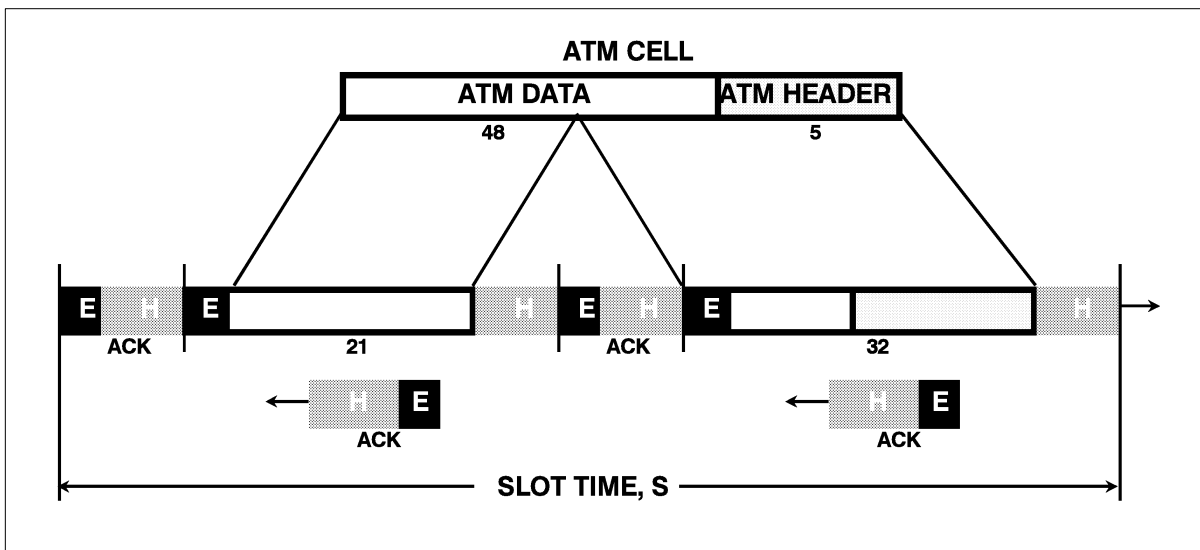 ATM CELL
ATM DATA ATM HEADER
48 5
E H E H E H E H
ACK 21 ACK 32
H E H E
ACK ACK
SLOT TIME, S